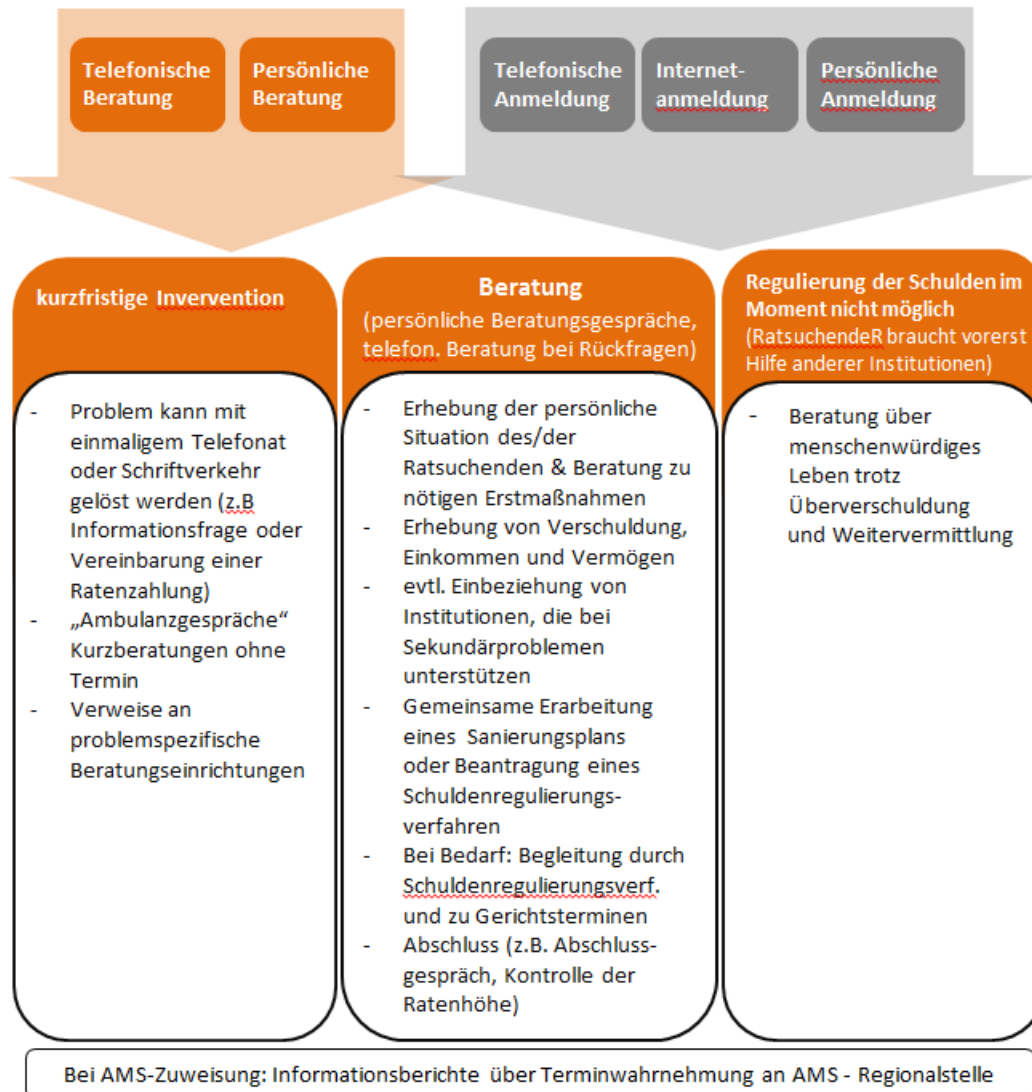 Telefonische
Beratung
Persönliche
Beratung
Telefonische
Anmeldung
Internet-
anmeldung
Persönliche
Anmeldung
kurzfristige Invervention
- Problem kann mit
einmaligem Telefonat
oder Schriftverkehr
gelöst werden (z.B
Informationsfrage oder
Vereinbarung einer
Ratenzahlung)
- „Ambulanzgespräche“
Kurzberatungen ohne
Termin
- Verweise an
problemspezifische
Beratungseinrichtungen
Beratung
(persönliche Beratungsgespräche,
telefon. Beratung bei Rückfragen)
- Erhebung der persönliche
Situation des/der
Ratsuchenden & Beratung zu
nötigen Erstmaßnahmen
- Erhebung von Verschuldung,
Einkommen und Vermögen
- evtl. Einbeziehung von
Institutionen, die bei
Sekundärproblemen
unterstützen
- Gemeinsame Erarbeitung
eines Sanierungsplans
oder Beantragung eines
Schuldenregulierungs-
verfahren
- Bei Bedarf: Begleitung durch
Schuldenregulierungsverf.
und zu Gerichtsterminen
- Abschluss (z.B. Abschluss-
gespräch, Kontrolle der
Ratenhöhe)
Regulierung der Schulden im
Moment nicht möglich
(RatsuchendeR braucht vorerst
Hilfe anderer Institutionen)
- Beratung über
menschenwürdiges
Leben trotz
Überverschuldung
und Weitervermittlung
Bei AMS-Zuweisung: Informationsberichte über Terminwahrnehmung an AMS - Regionalstelle